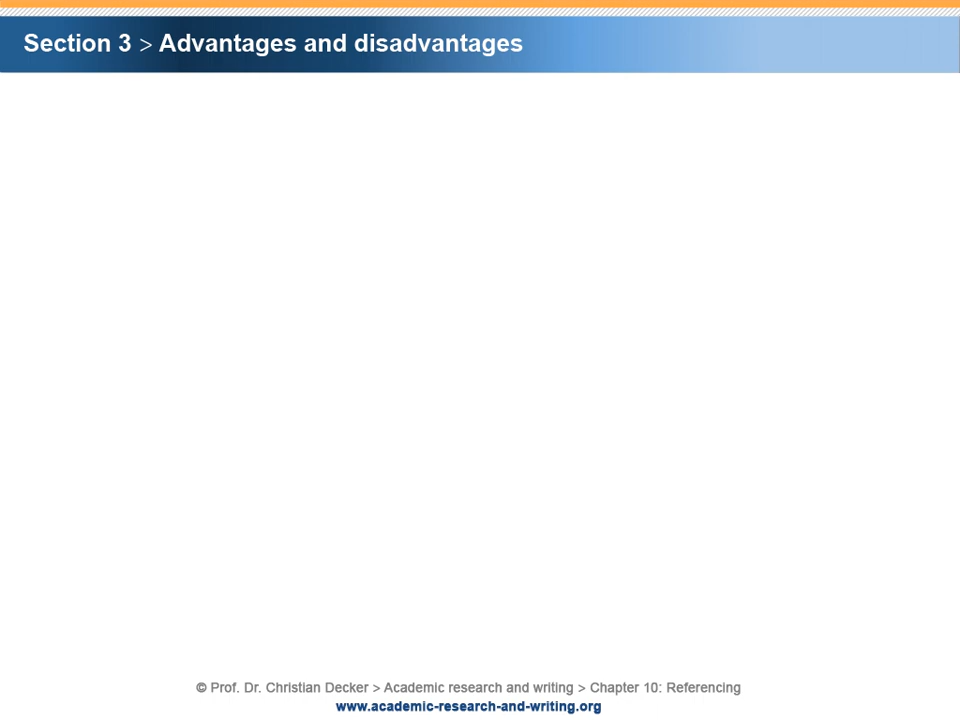 Section 3 > Advantages and disadvantages
© Prof. Dr. Christian Decker > Academic research and writing > Chapter 10: Referencing
www.academic-research-and-writing.org